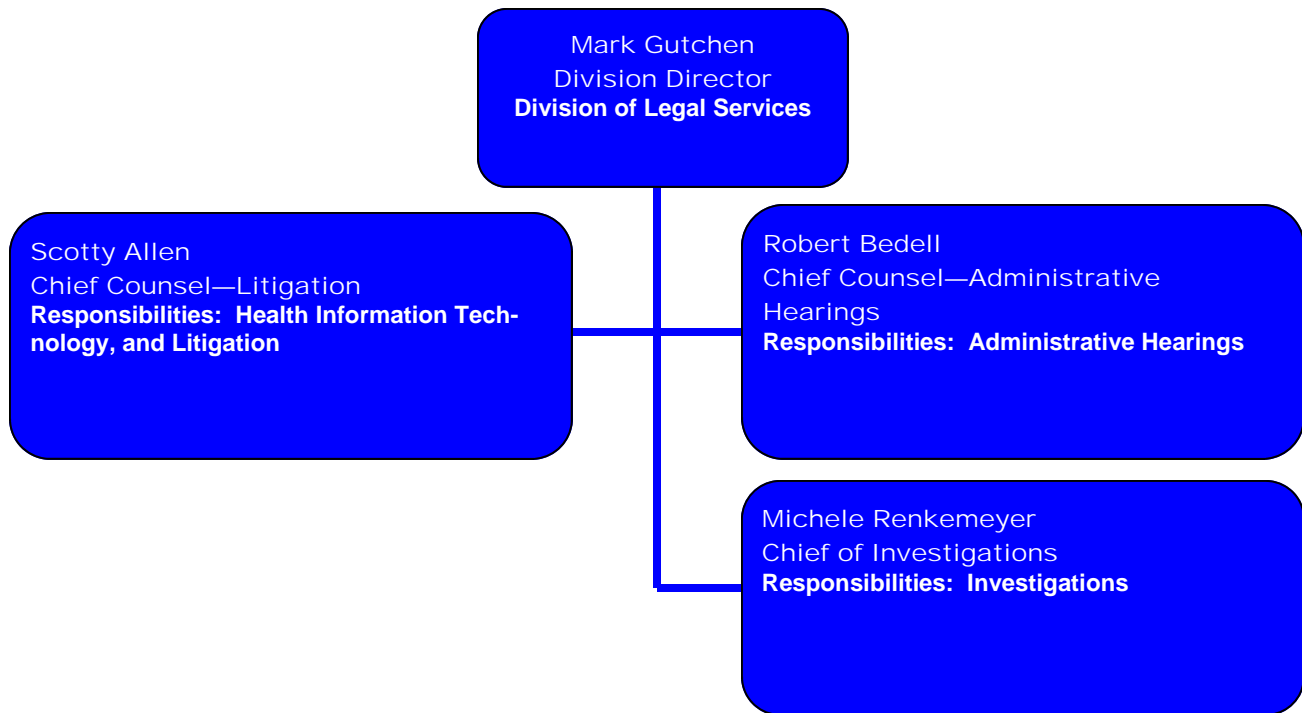 Mark Gutchen
Division Director
Division of Legal Services
Scotty Allen
Chief Counsel—Litigation
Responsibilities:  Health Information Tech-
nology, and Litigation
Robert Bedell
Chief Counsel—Administrative
Hearings
Responsibilities:  Administrative Hearings
Michele Renkemeyer
Chief of Investigations
Responsibilities:  Investigations